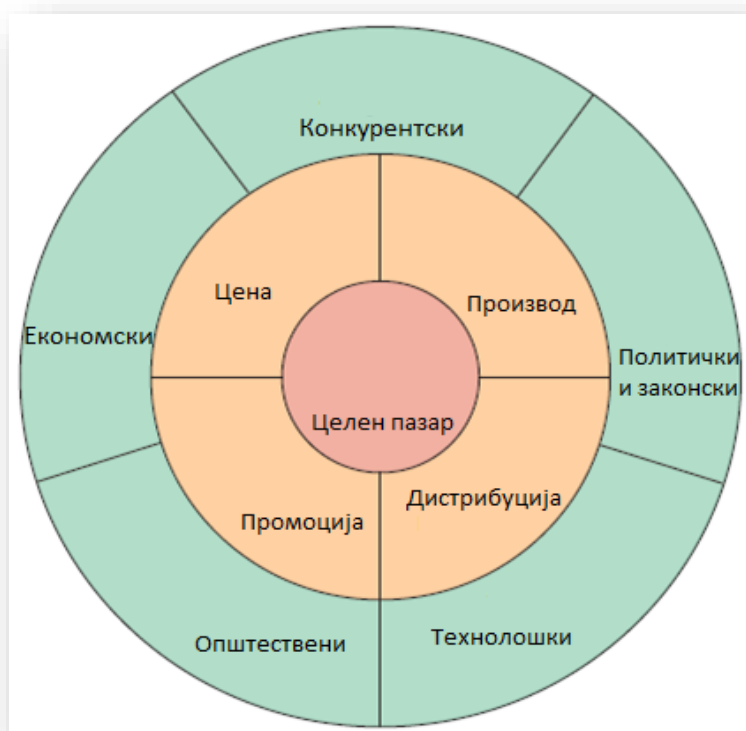 Конкурентски
Цена
Производ
Економски
Политички
и законски
Целен пазар
Дистрибуција
Промоција
Општествени
Технолошки